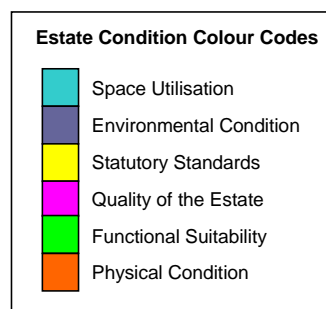 Estate Condition Colour Codes
Space Utilisation
Environmental Condition
Statutory Standards
Quality of the Estate
Functional Suitability
Physical Condition